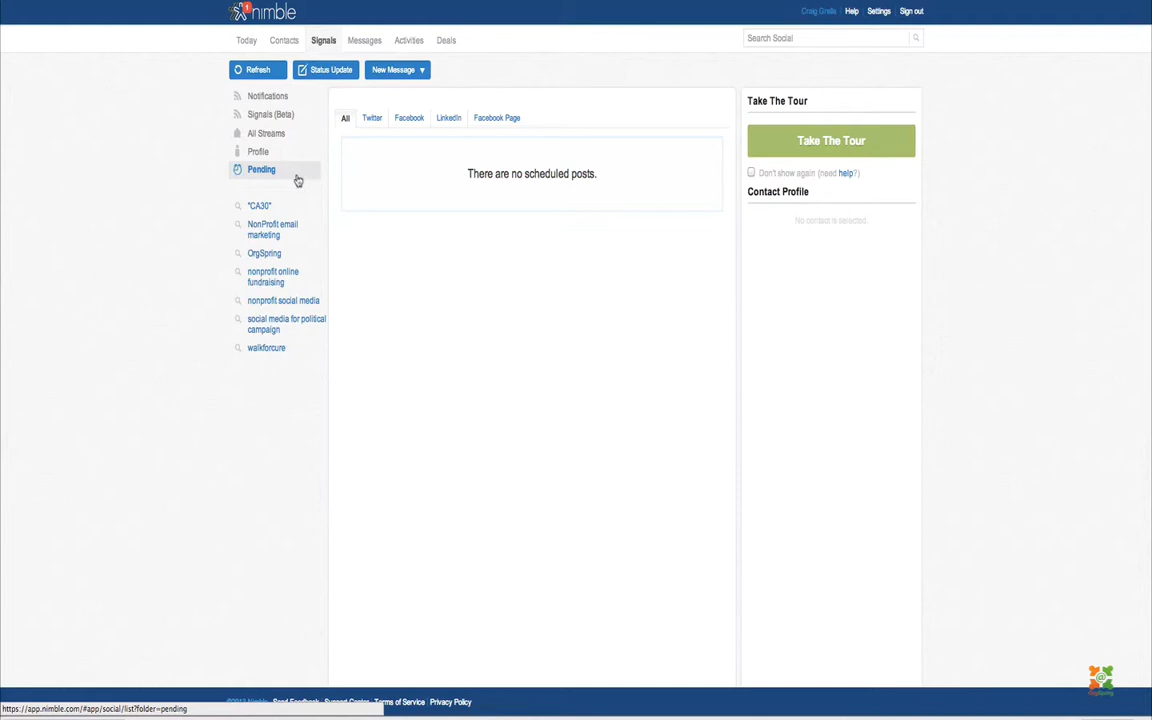 1
nimble
Craig Grella Help Settings Sign out
Today Contacts Signals Messages Activities Deals
Search Social
Refresh Status Update New Message ▼
Notifications
Signals (Beta)
All Streams
Profile
Pending
"CA30"
NonProfit email
marketing
OrgSpring
nonprofit online
fundraising
nonprofit social media
social media for political
campaign
walkforcure
All Twitter Facebook LinkedIn Facebook Page
There are no scheduled posts.
Take The Tour
Take The Tour
Don't show again (need help?)
Contact Profile
No contact is selected.
Terms of Service Privacy Policy
https://app.nimble.com/#app/social/list?folder=pending